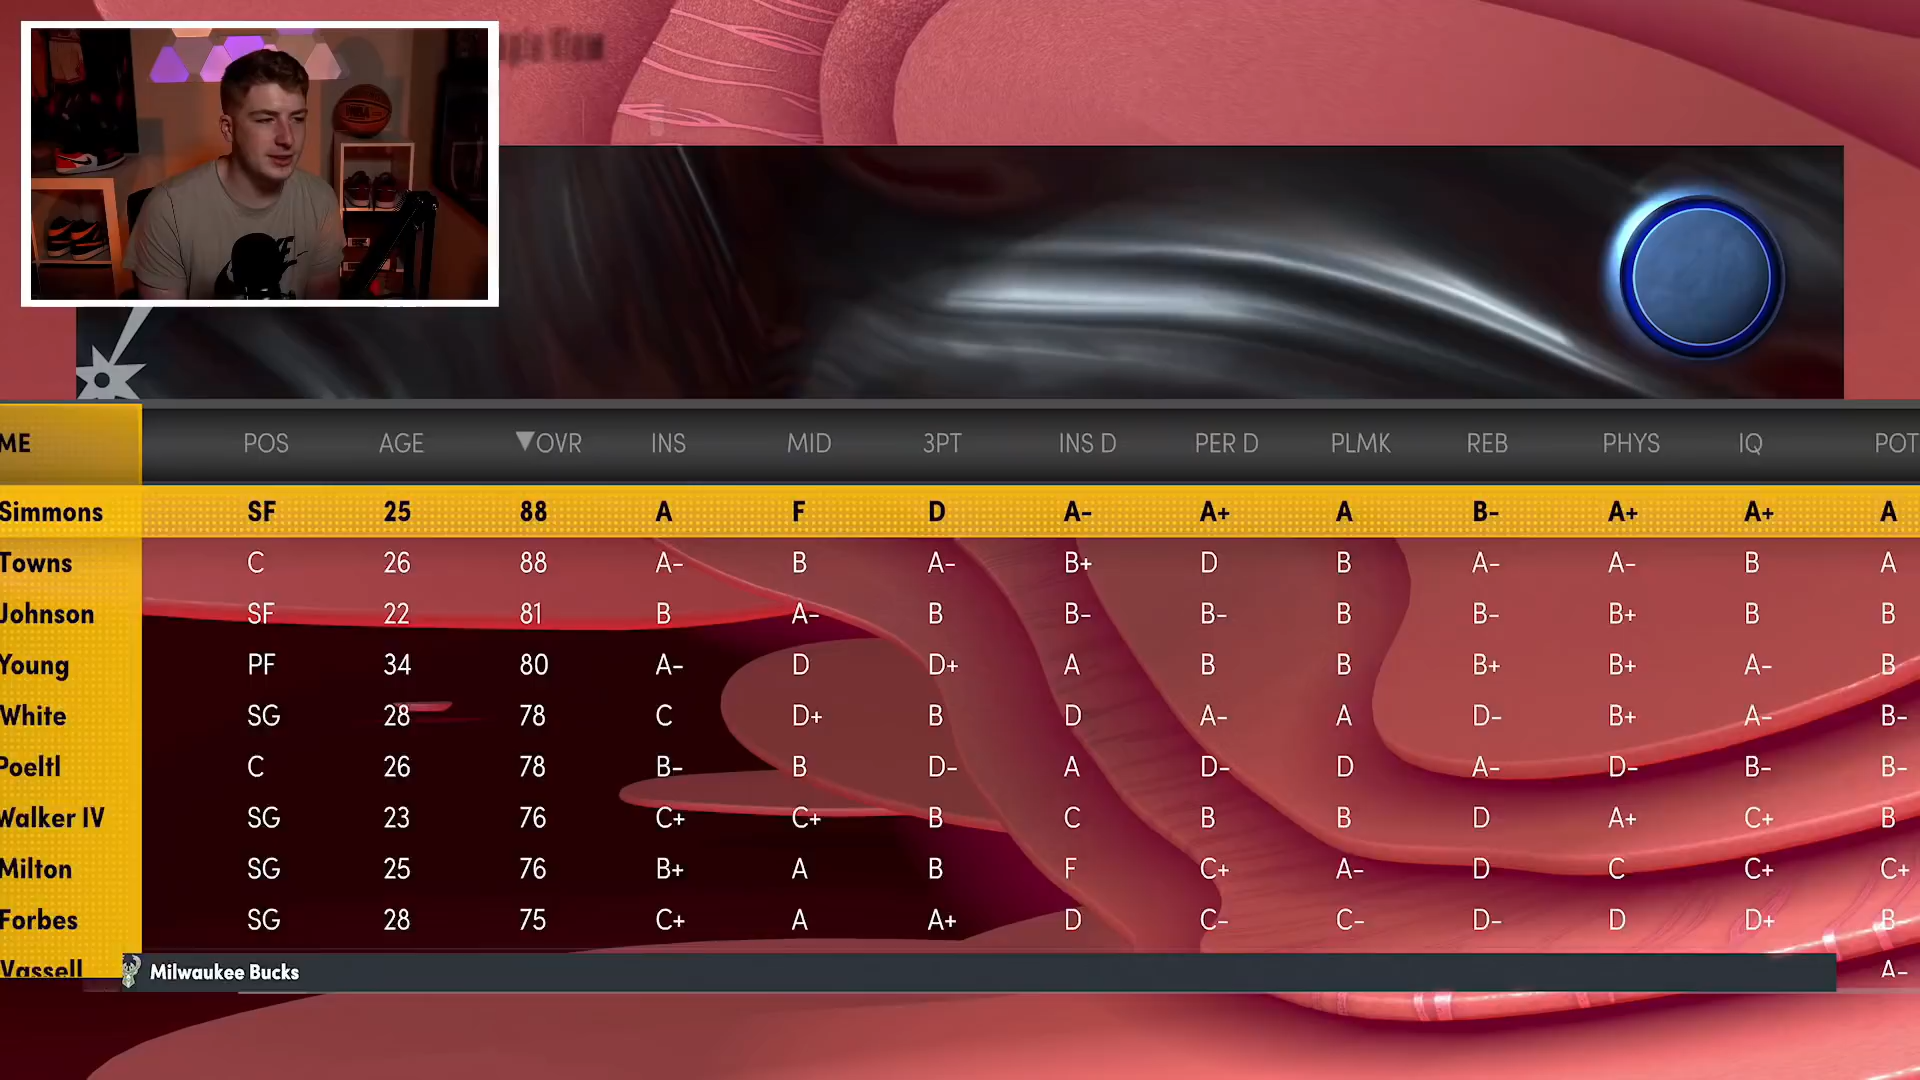 ME POS AGE ▼OVR INS MID 3PT INS D PER D PLMK REB PHYS IQ POT
Simmons SF 25 88 A F D A- A+ A B- A+ A+ A
Towns C 26 88 A- B A- B+ D B A- A- B A
Johnson SF 22 81 B A- B B- B- B B- B+ B B
Young PF 34 80 A- D D+ A B B B+ B+ A- B
White SG 28 78 C D+ B D A- A D- B+ A- B-
Poeltl C 26 78 B- B D- A D- D A- D- B- B-
Walker IV SG 23 76 C+ C+ B C B B D A+ C+ B
Milton SG 25 76 B+ A B F C+ A- D C C+ C+
Forbes SG 28 75 C+ A A+ D C- C- D- D D+ B-
Vassell A-
Milwaukee Bucks